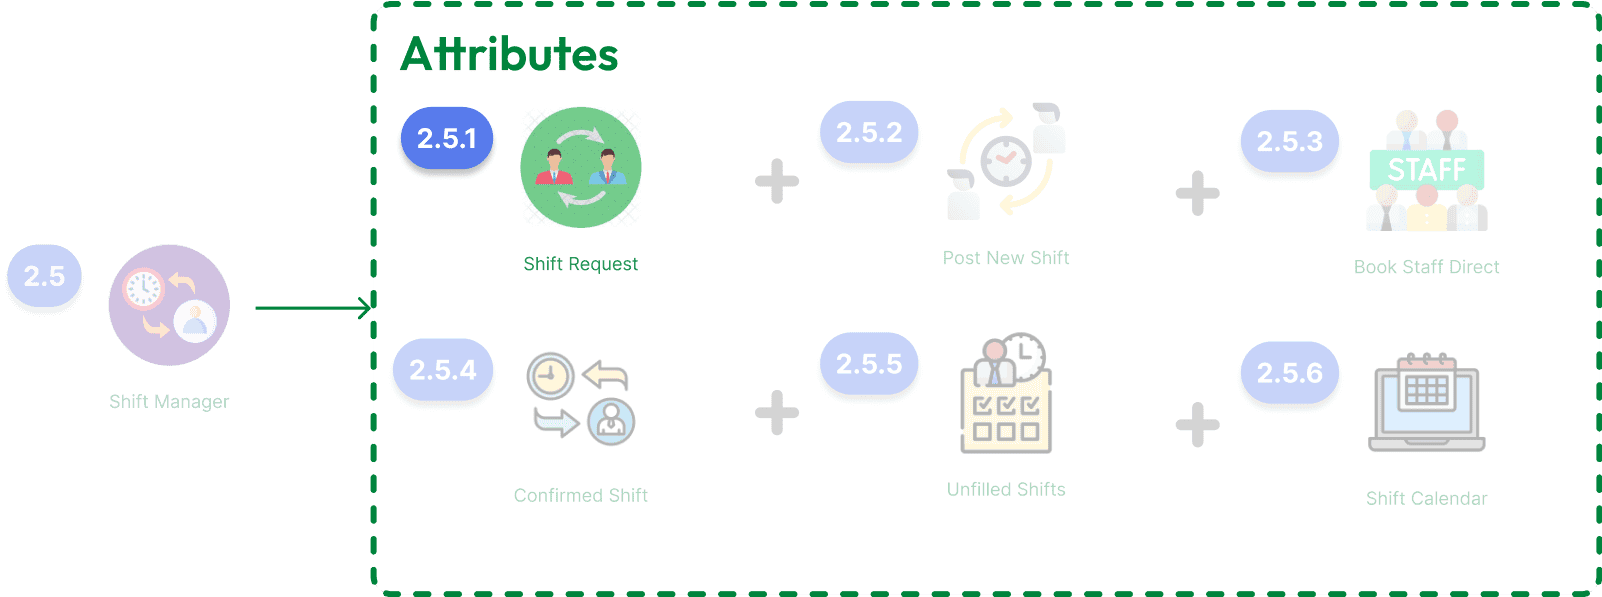 Attributes
2.5.1
2.5.2
2.5.3
STAFF
Shift Request
Post New Shift
Book Staff Direct
2.5
Shift Manager
2.5.4
2.5.5
2.5.6
Confirmed Shift
Unfilled Shifts
Shift Calendar